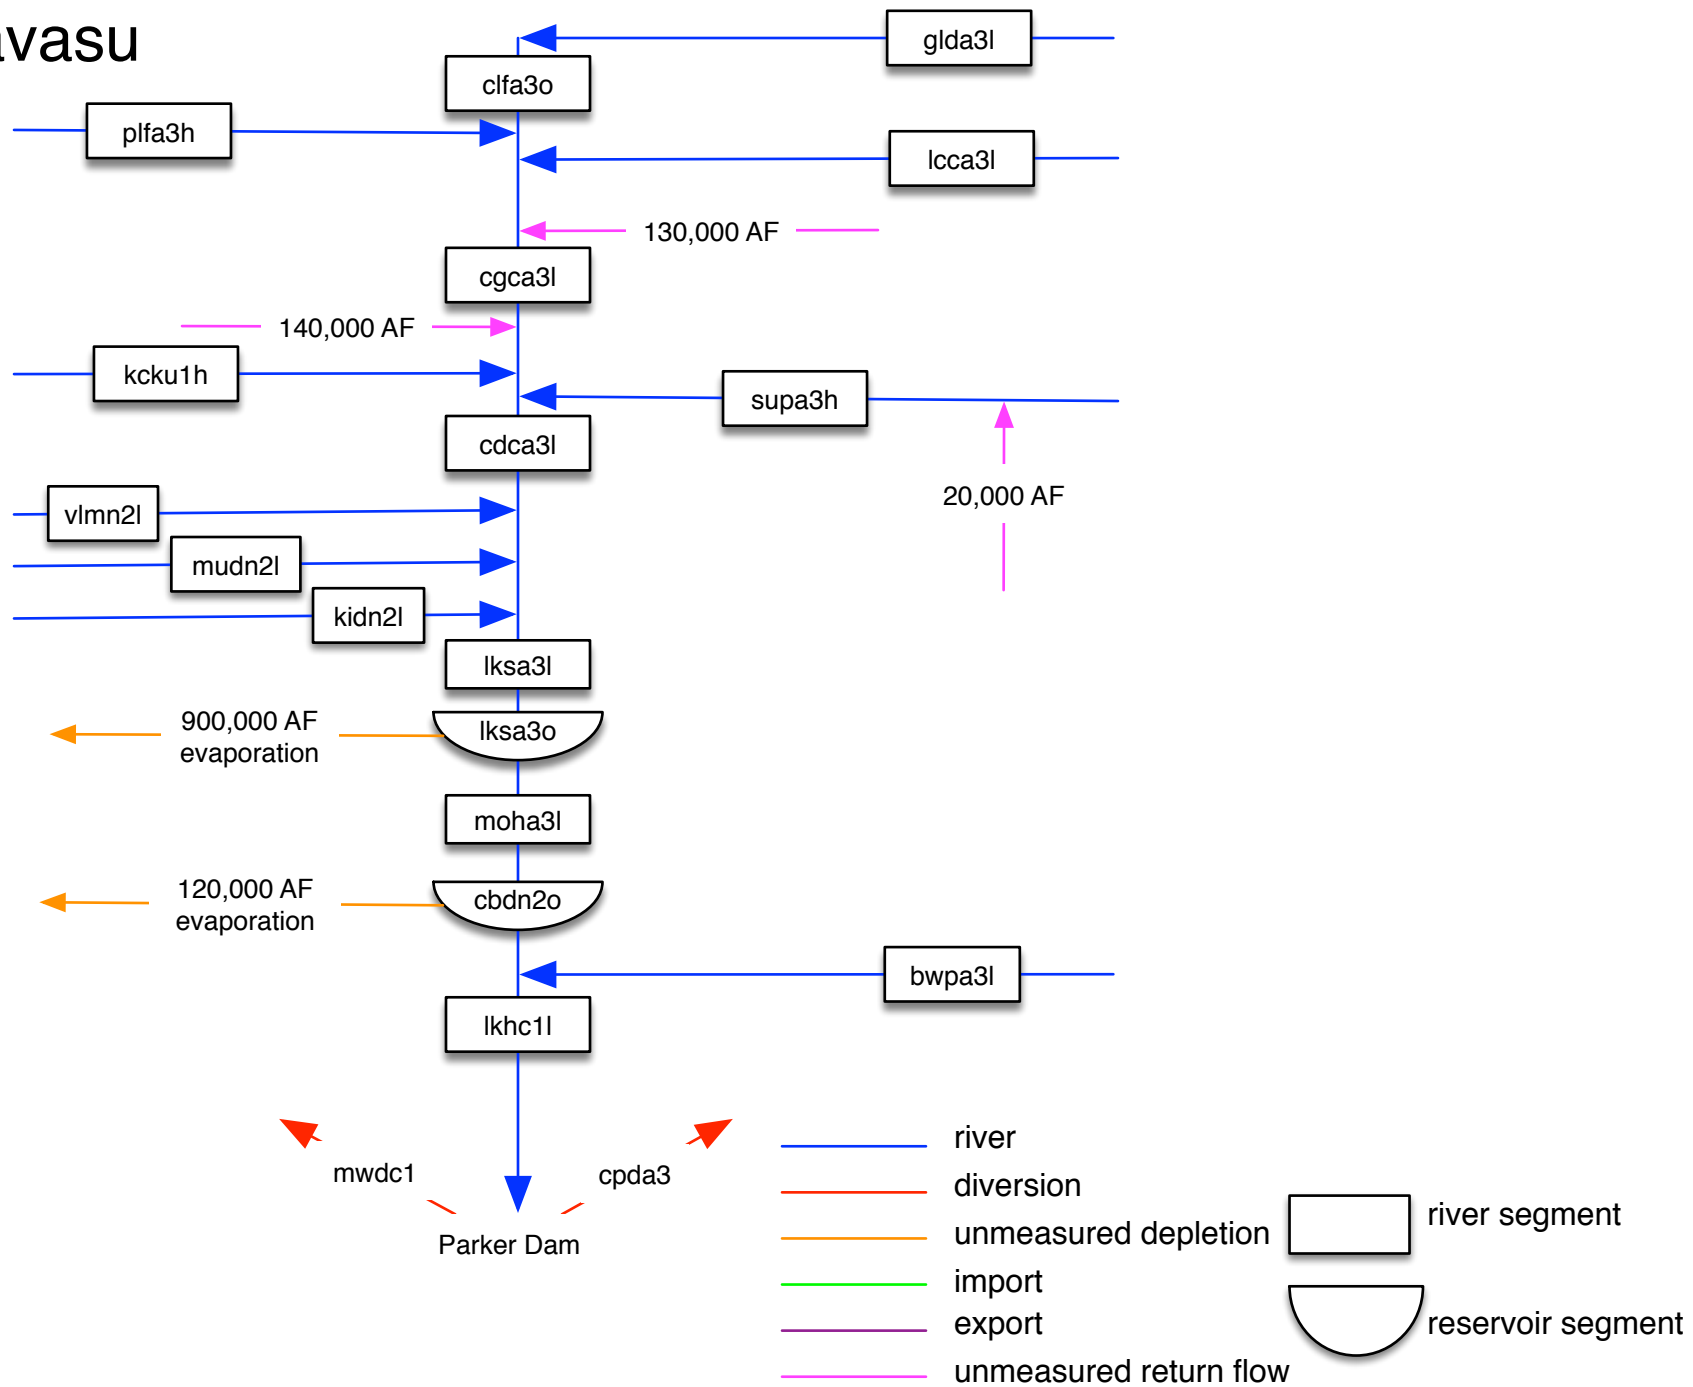 avasu
glda3l
clfa3o
plfa3h
lcca3l
130,000 AF
cgca3l
140,000 AF
kcku1h
supa3h
cdca3l
20,000 AF
vlmn2l
mudn2l
kidn2l
lksa3l
900,000 AF
evaporation
lksa3o
moha3l
120,000 AF
evaporation
cbdn2o
bwpa3l
lkhc1l
mwdc1
cpda3
Parker Dam
river
diversion
unmeasured depletion
import
export
unmeasured return flow
river segment
reservoir segment